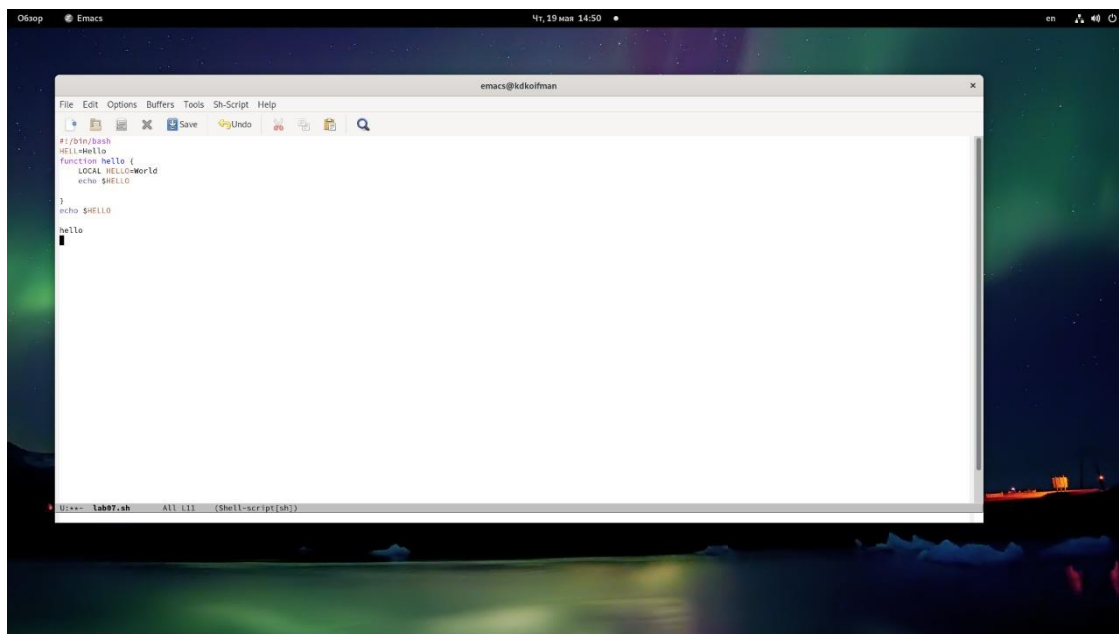 Обзор Emacs Чт, 19 мая 14:50 en
emacs@kdkoifman
File Edit Options Buffers Tools Sh-Script Help
Save Undo
#!/bin/bash
HELL=Hello
function hello {
    LOCAL HELLO=World
    echo $HELLO
}
echo $HELLO
hello
U:**- lab07.sh All L11 (Shell-script[sh])